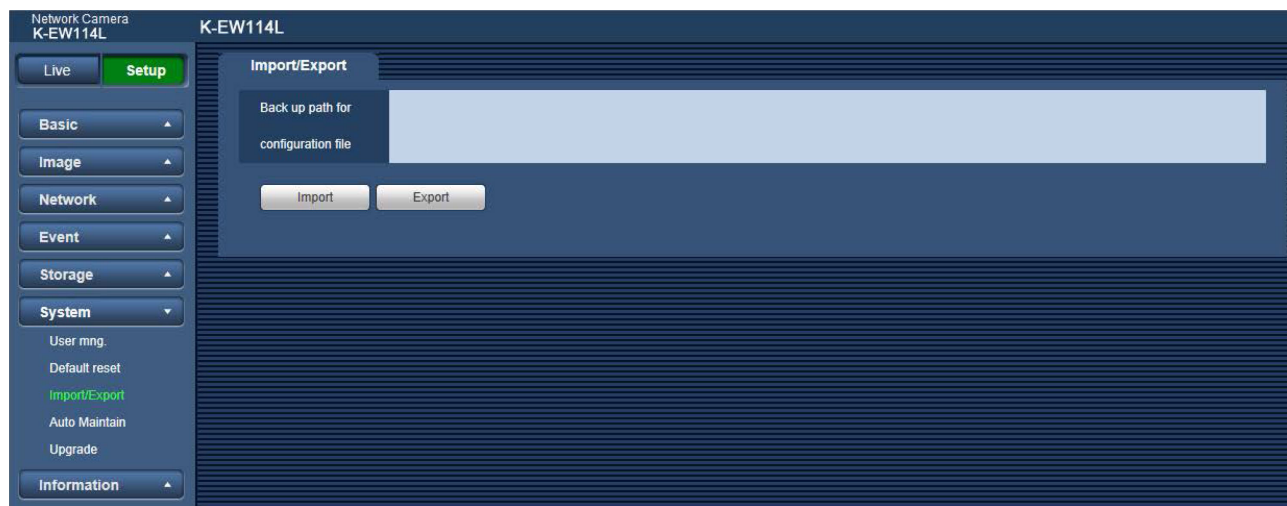 Network Camera
K-EW114L
K-EW114L
Live
Setup
Basic
Image
Network
Event
Storage
System
User mng.
Default reset
Import/Export
Auto Maintain
Upgrade
Information
Import/Export
Back up path for
configuration file
Import
Export